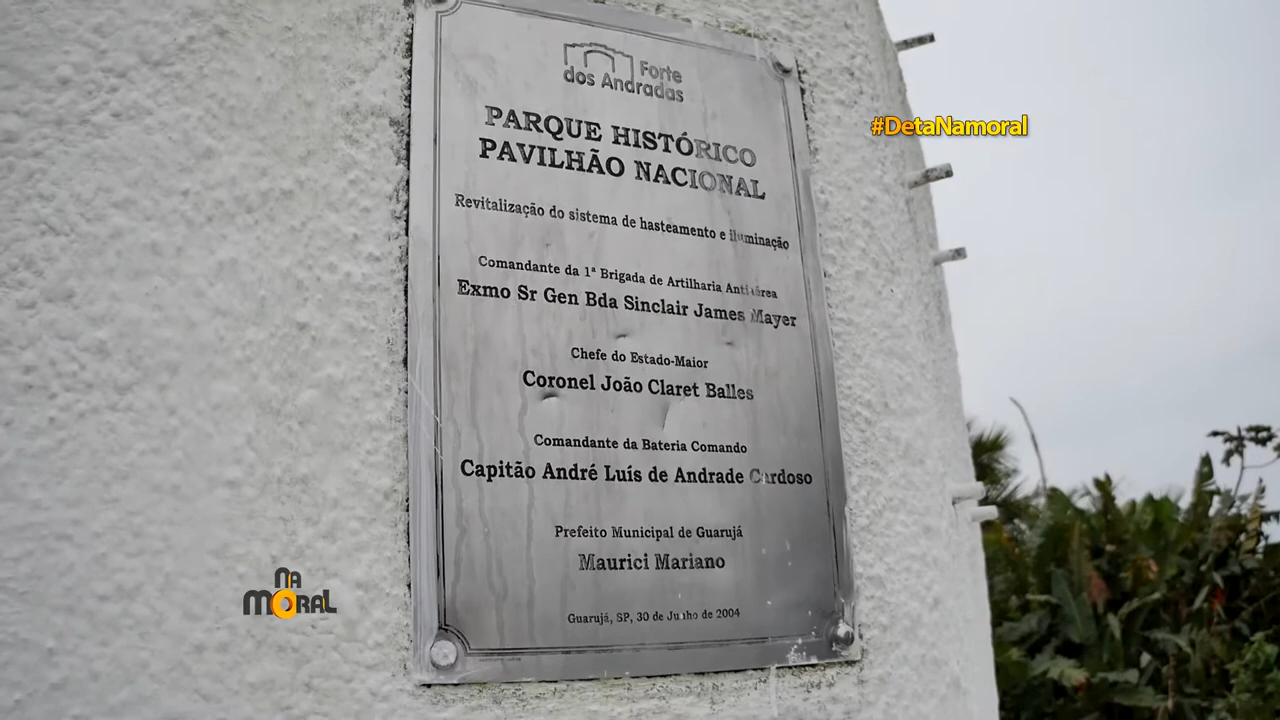 Forte
dos Andradas
PARQUE HISTÓRICO
PAVILHÃO NACIONAL
Revitalização do sistema de hasteamento e iluminação
Comandante da 1ª Brigada de Artilharia Antiaérea
Exmo Sr Gen Bda Sinclair James Mayer
Chefe do Estado-Maior
Coronel João Claret Balles
Comandante da Bateria Comando
Capitão André Luís de Andrade Cardoso
Prefeito Municipal de Guarujá
Maurici Mariano
Guarujá, SP, 30 de Junho de 2004
#DetaNamoral
NA
MORAL